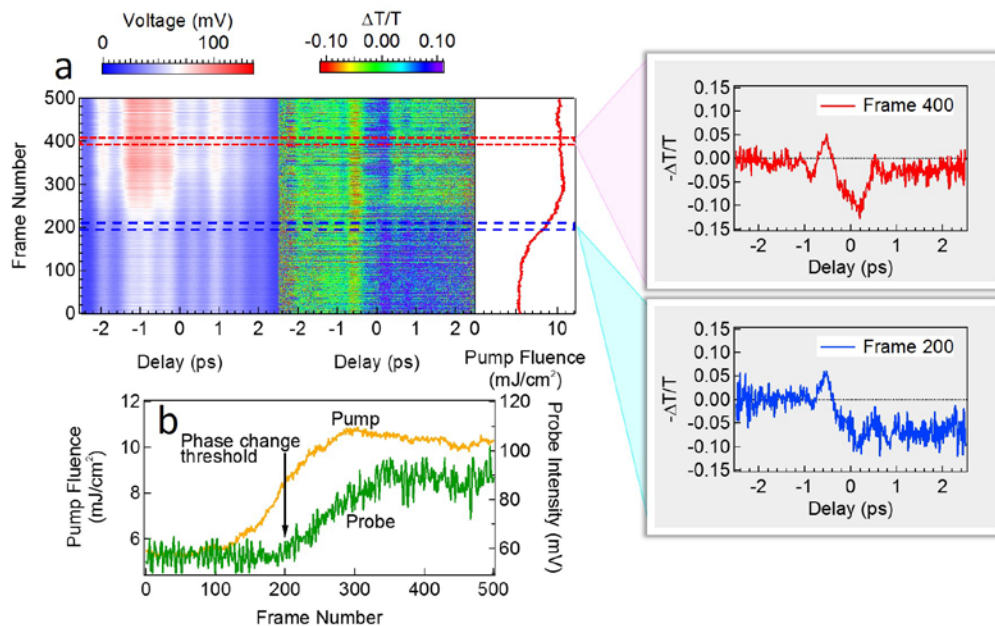 Voltage (mV)
0
100
ΔT/T
-0.10
0.00
0.10
a
500
400
300
200
100
0
Frame Number
-2
-1
0
1
2
Delay (ps)
-2
-1
0
1
2
Delay (ps)
0
10
Pump Fluence
(mJ/cm²)
0.15
0.10
0.05
0.00
-0.05
-0.10
-0.15
-ΔT/T
Frame 400
-2
-1
0
1
2
Delay (ps)
0.15
0.10
0.05
0.00
-0.05
-0.10
-0.15
-ΔT/T
Frame 200
-2
-1
0
1
2
Delay (ps)
b
12
10
8
6
Pump Fluence
(mJ/cm²)
Phase change
threshold
Pump
Probe
120
100
80
60
Probe Intensity
(mV)
0
100
200
300
400
500
Frame Number